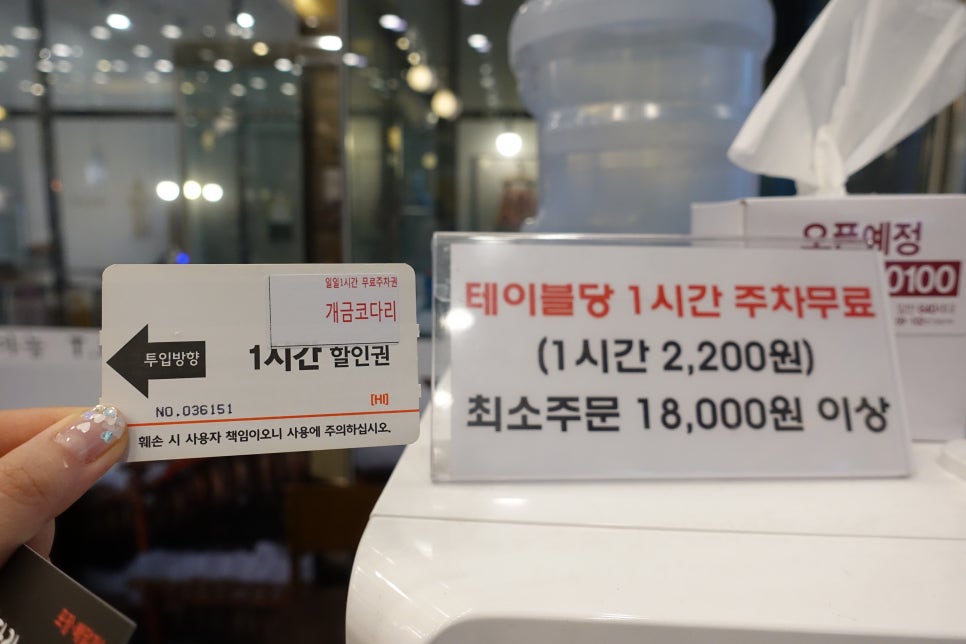 일일1시간 무료주차권
개금코다리
투입방향
1시간 할인권
[HI]
NO.036151
훼손 시 사용자 책임이오니 사용에 주의하십시오.
테이블당 1시간 주차무료
(1시간 2,200원)
최소주문 18,000원 이상
오픈예정
0100